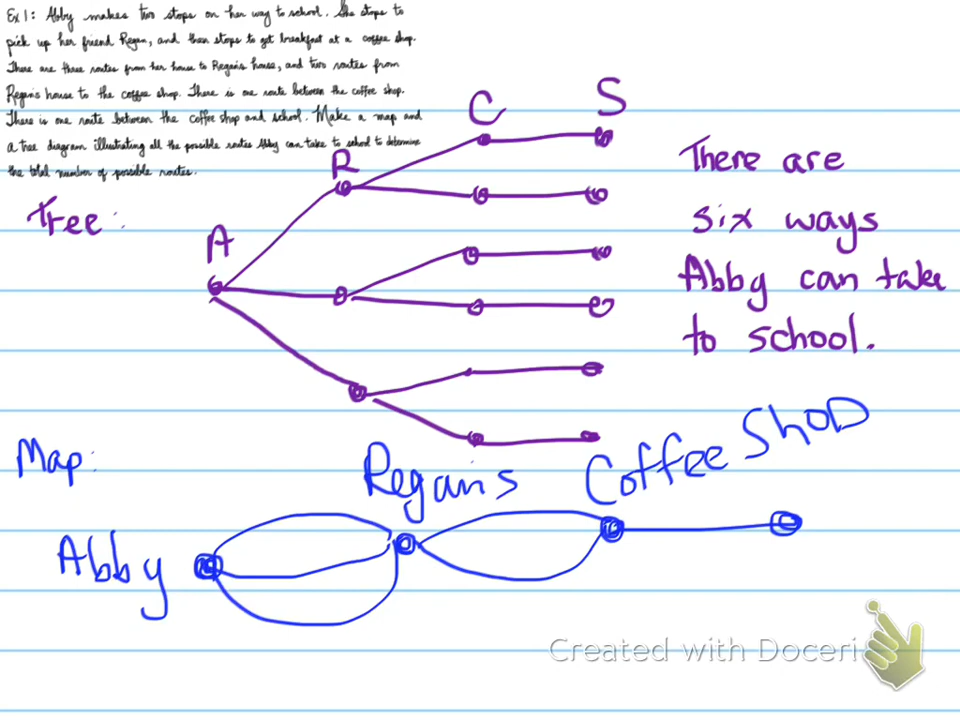 Ex 1: Abby makes two stops on her way to school. She stops to
pick up her friend Regan, and then stops to get breakfast at a coffee shop.
There are three routes from her house to Regan's house, and two routes from
Regan's house to the coffee shop. There is one route between the coffee shop.
There is one route between the coffee shop and school. Make a map and
a tree diagram illustrating all the possible routes Abby can take to school to determine
the total number of possible routes.
Tree:
A
R
C
S
There are
six ways
Abby can take
to school.
Map:
Abby
Regan's
Coffee Shop
Created with Doceri